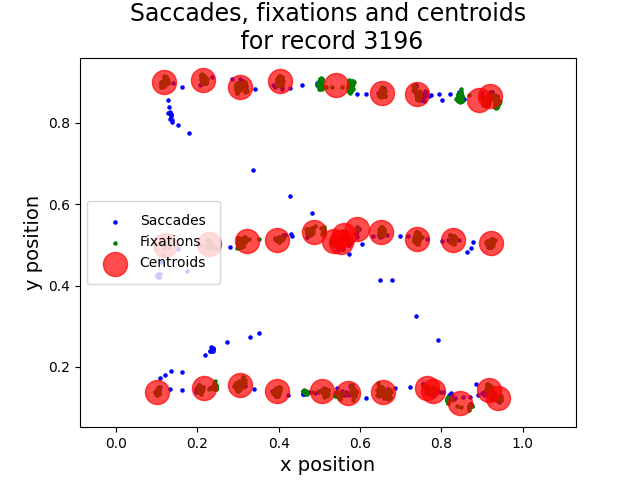 Saccades, fixations and centroids
for record 3196
y position
0.8
0.6
0.4
0.2
Saccades
Fixations
Centroids
0.0 0.2 0.4 0.6 0.8 1.0
x position